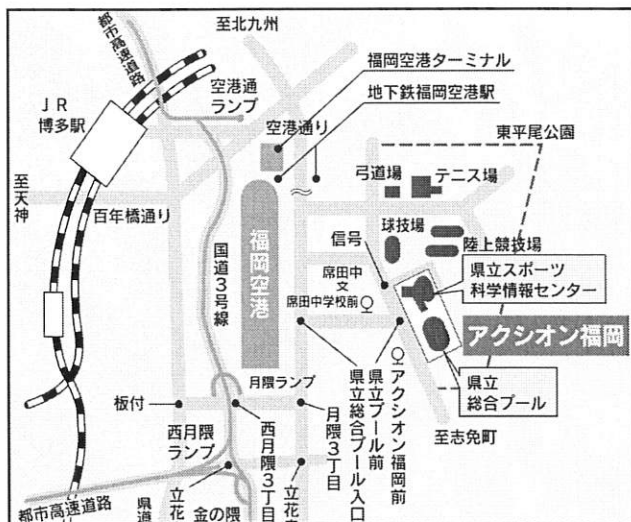 至北九州
都市高速道路
福岡空港ターミナル
地下鉄福岡空港駅
空港通
ランプ
空港通り
JR
博多駅
東平尾公園
弓道場
テニス場
至天神
百年橋通り
国道3号線
福岡空港
球技場
陸上競技場
信号
席田中
文
席田中学校前
県立スポーツ
科学情報センター
アクシオン福岡
県立
総合プール
月隈ランプ
板付
西月隈
ランプ
西月隈3丁目
月隈3丁目
県立総合プール入口
県立プール前
アクシオン福岡前
至志免町
都市高速道路
県道
立花
金の隈
立花